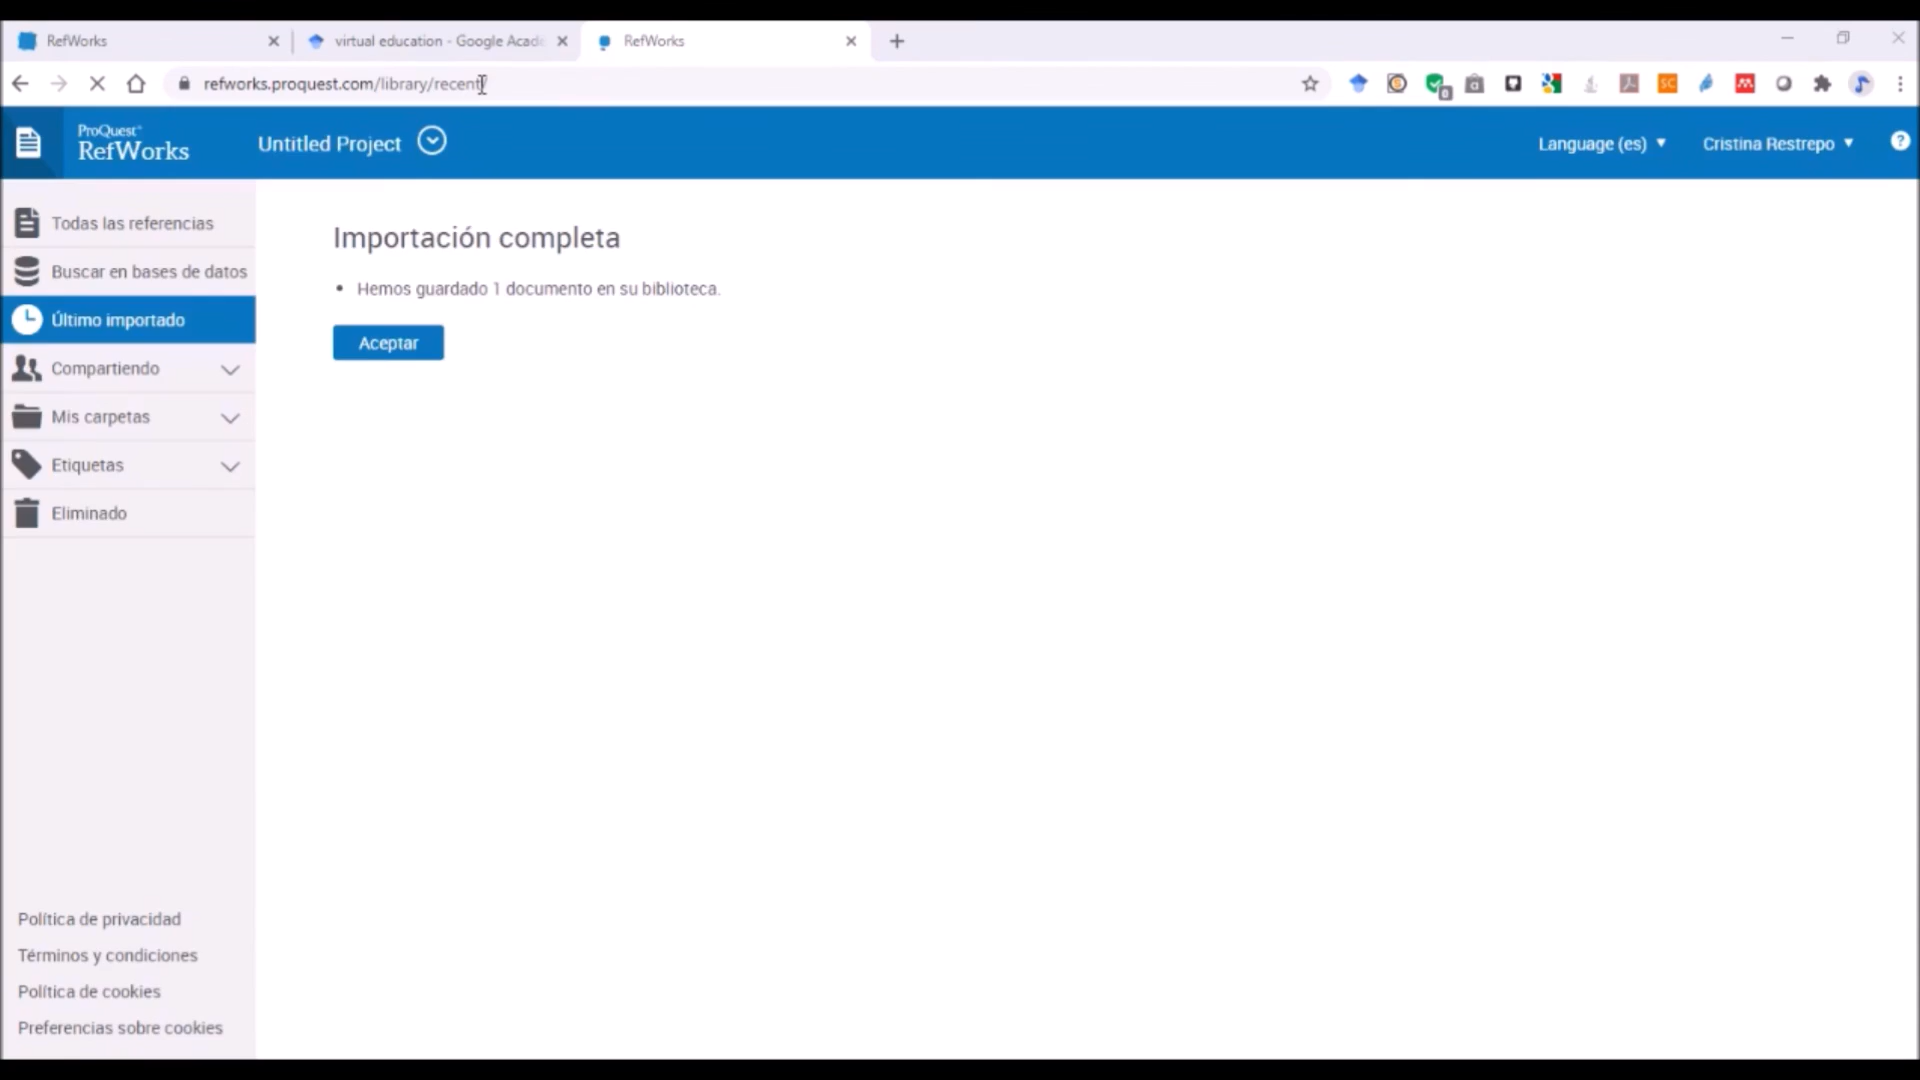 RefWorks
virtual education - Google Acad
RefWorks
refworks.proquest.com/library/recent/
ProQuest
RefWorks
Untitled Project
Language (es)
Cristina Restrepo
?
Todas las referencias
Buscar en bases de datos
Último importado
Compartiendo
Mis carpetas
Etiquetas
Eliminado
Importación completa
• Hemos guardado 1 documento en su biblioteca.
Aceptar
Política de privacidad
Términos y condiciones
Política de cookies
Preferencias sobre cookies